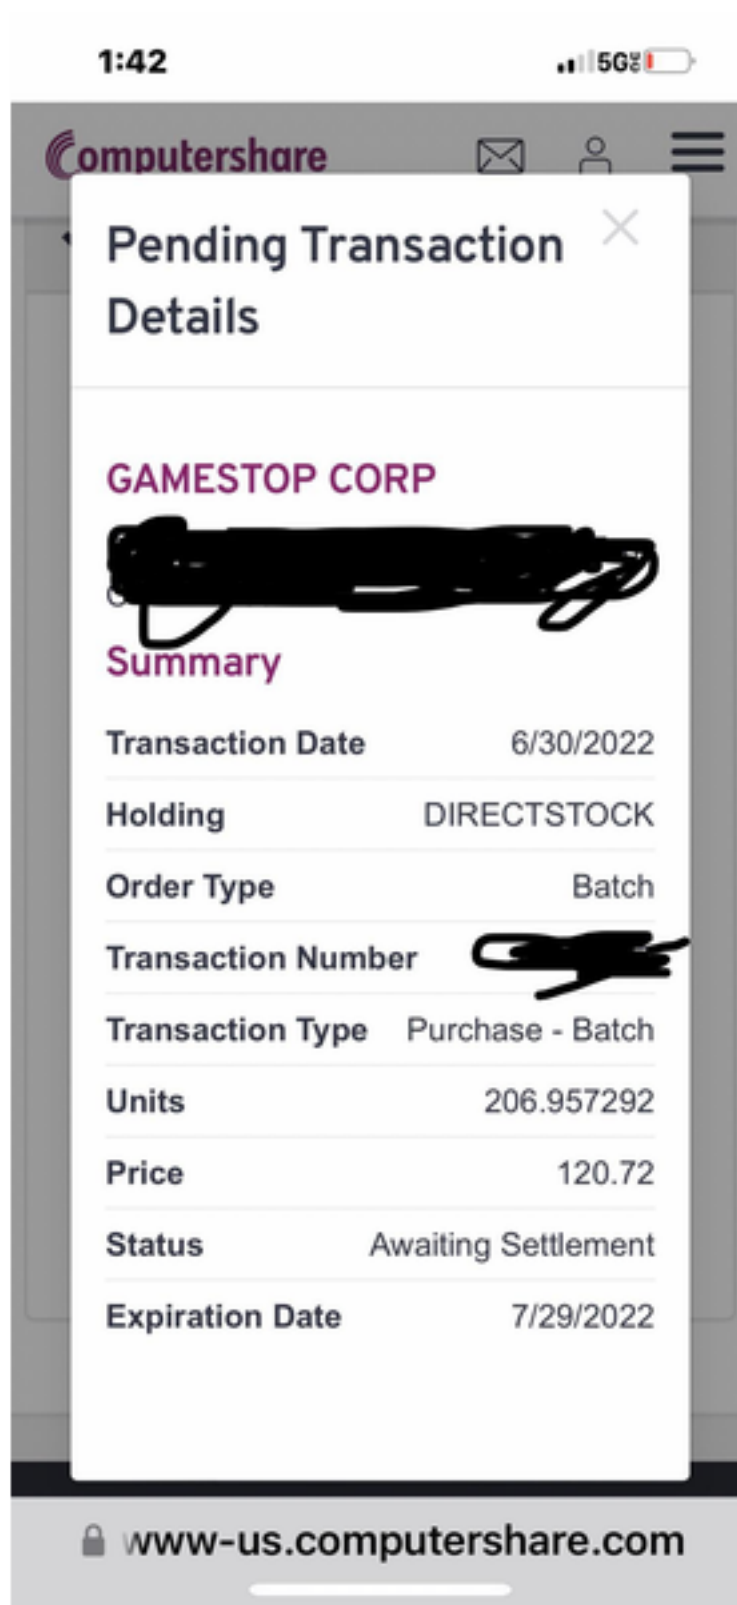 1:42
5G
Computershare
Pending Transaction
Details
GAMESTOP CORP
Summary
Transaction Date 6/30/2022
Holding DIRECTSTOCK
Order Type Batch
Transaction Number
Transaction Type Purchase - Batch
Units 206.957292
Price 120.72
Status Awaiting Settlement
Expiration Date 7/29/2022
www-us.computershare.com